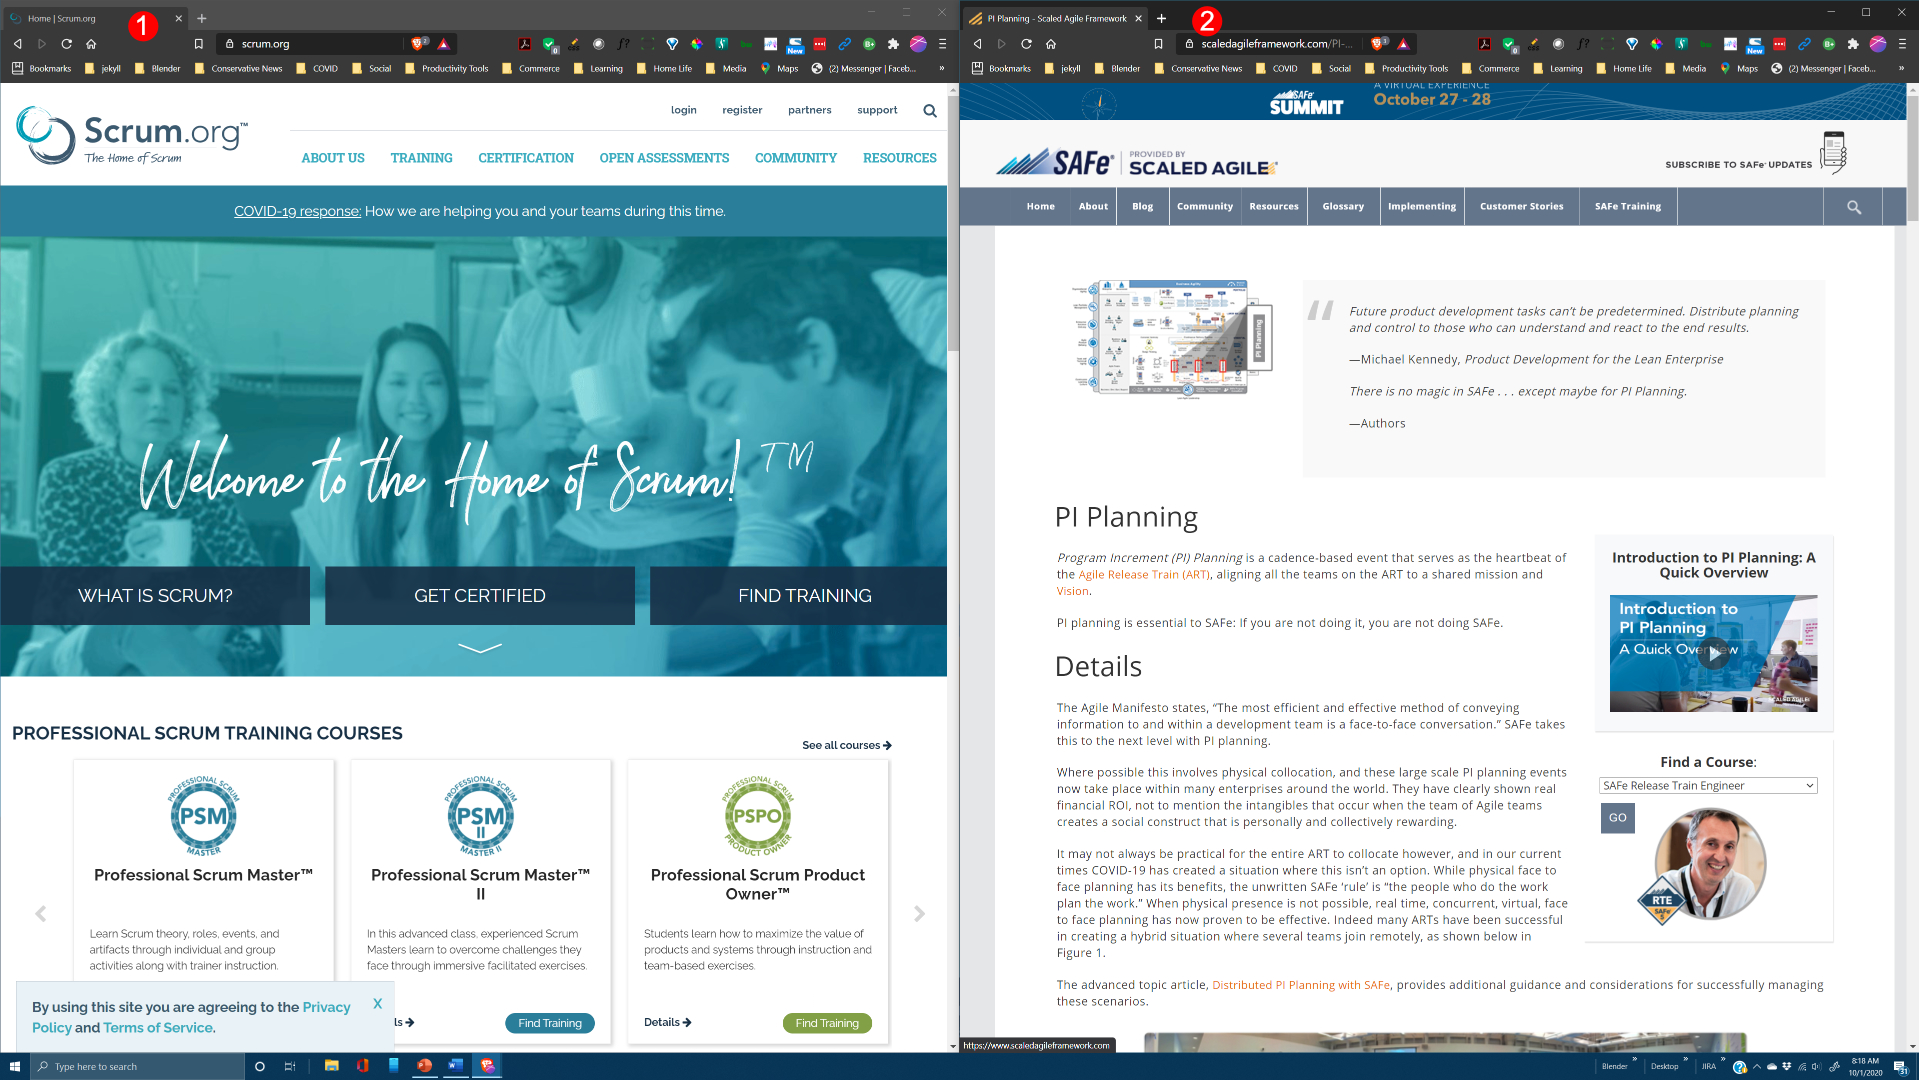 Home | Scrum.org
1
scrum.org
Bookmarks jekyll Blender Conservative News COVID Social Productivity Tools Commerce Learning Home Life Media Maps (2) Messenger | Faceb... »
Scrum.org™
The Home of Scrum
login register partners support
ABOUT US TRAINING CERTIFICATION OPEN ASSESSMENTS COMMUNITY RESOURCES
COVID-19 response: How we are helping you and your teams during this time.
Welcome to the Home of Scrum! TM
WHAT IS SCRUM? GET CERTIFIED FIND TRAINING
PROFESSIONAL SCRUM TRAINING COURSES
See all courses
PROFESSIONAL SCRUM
PSM
MASTER
Professional Scrum Master™
Learn Scrum theory, roles, events, and
artifacts through individual and group
activities along with trainer instruction.
PROFESSIONAL SCRUM
PSM
II
MASTER II
Professional Scrum Master™
II
In this advanced class, experienced Scrum
Masters learn to overcome challenges they
face through immersive facilitated exercises.
ls
Find Training
PROFESSIONAL SCRUM
PSPO
PRODUCT OWNER
Professional Scrum Product
Owner™
Students learn how to maximize the value of
products and systems through instruction and
team-based exercises.
Details
Find Training
By using this site you are agreeing to the Privacy
Policy and Terms of Service.
X
PI Planning - Scaled Agile Framework
2
scaledagileframework.com/PI-...
Bookmarks jekyll Blender Conservative News COVID Social Productivity Tools Commerce Learning Home Life Media Maps (2) Messenger | Faceb... »
SAFe®
SUMMIT
A VIRTUAL EXPERIENCE
October 27 - 28
SAFe®
PROVIDED BY
SCALED AGILE
SUBSCRIBE TO SAFe® UPDATES
Home About Blog Community Resources Glossary Implementing Customer Stories SAFe Training
PI Planning
“
Future product development tasks can’t be predetermined. Distribute planning
and control to those who can understand and react to the end results.
—Michael Kennedy, Product Development for the Lean Enterprise
There is no magic in SAFe . . . except maybe for PI Planning.
—Authors
PI Planning
Program Increment (PI) Planning is a cadence-based event that serves as the heartbeat of
the Agile Release Train (ART), aligning all the teams on the ART to a shared mission and
Vision.
PI planning is essential to SAFe: If you are not doing it, you are not doing SAFe.
Details
The Agile Manifesto states, “The most efficient and effective method of conveying
information to and within a development team is a face-to-face conversation.” SAFe takes
this to the next level with PI planning.
Where possible this involves physical collocation, and these large scale PI planning events
now take place within many enterprises around the world. They have clearly shown real
financial ROI, not to mention the intangibles that occur when the team of Agile teams
creates a social construct that is personally and collectively rewarding.
It may not always be practical for the entire ART to collocate however, and in our current
times COVID-19 has created a situation where this isn’t an option. While physical face to
face planning has its benefits, the unwritten SAFe ‘rule’ is “the people who do the work
plan the work.” When physical presence is not possible, real time, concurrent, virtual, face
to face planning has now proven to be effective. Indeed many ARTs have been successful
in creating a hybrid situation where several teams join remotely, as shown below in
Figure 1.
The advanced topic article, Distributed PI Planning with SAFe, provides additional guidance and considerations for successfully managing
these scenarios.
Introduction to PI Planning: A
Quick Overview
Introduction to
PI Planning
A Quick Overview
SCALED AGILE
Find a Course:
SAFe Release Train Engineer
GO
RTE
SAFe 5
https://www.scaledagileframework.com
Type here to search
Blender Desktop JIRA
8:18 AM
10/1/2020
31